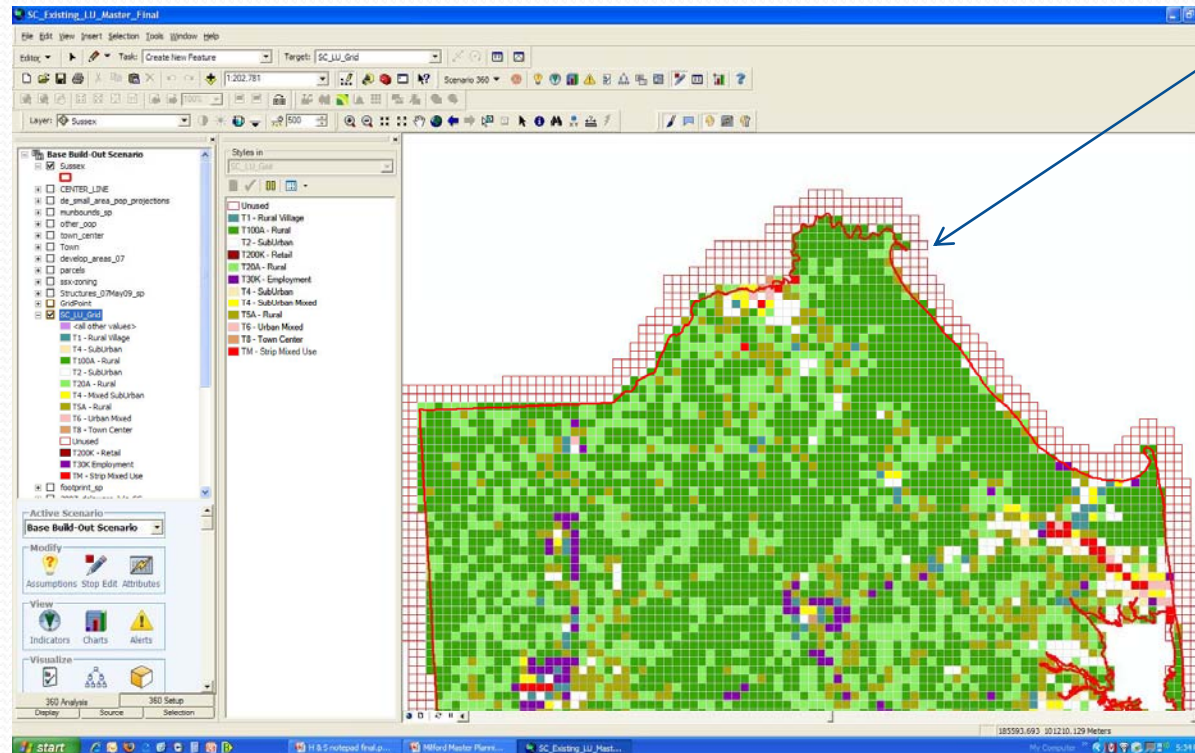 SC_Existing_LU_Master_Final
File Edit View Insert Selection Tools Window Help
Editor Task: Create New Feature Target: SC_LU_Grid
1:202,781 Scenario 360
100%
Layer: Sussex 500
Base Build-Out Scenario
Sussex
CENTER_LINE
de_small_area_pop_projections
munbounds_sp
other_pop
town_center
Town
develop_areas_07
parcels
ssx-zoning
Structures_07May09_sp
GridPoint
SC_LU_Grid
<all other values>
T1 - Rural Village
T4 - SubUrban
T100A - Rural
T2 - SubUrban
T20A - Rural
T4 - Mixed SubUrban
T5A - Rural
T6 - Urban Mixed
T8 - Town Center
Unused
T200K - Retail
T30K Employment
TM - Strip Mixed Use
footprint_sp
Active Scenario
Base Build-Out Scenario
Modify
Assumptions Stop Edit Attributes
View
Indicators Charts Alerts
Visualize
360 Analysis 360 Setup
Display Source Selection
Styles in
SC_LU_Grid
Unused
T1 - Rural Village
T100A - Rural
T2 - SubUrban
T200K - Retail
T20A - Rural
T30K - Employment
T4 - SubUrban
T4 - SubUrban Mixed
T5A - Rural
T6 - Urban Mixed
T8 - Town Center
TM - Strip Mixed Use
185593.693 101210.129 Meters
start H & S notepad final.p... Milford Master Planni... SC_Existing_LU_Mast... My Computer